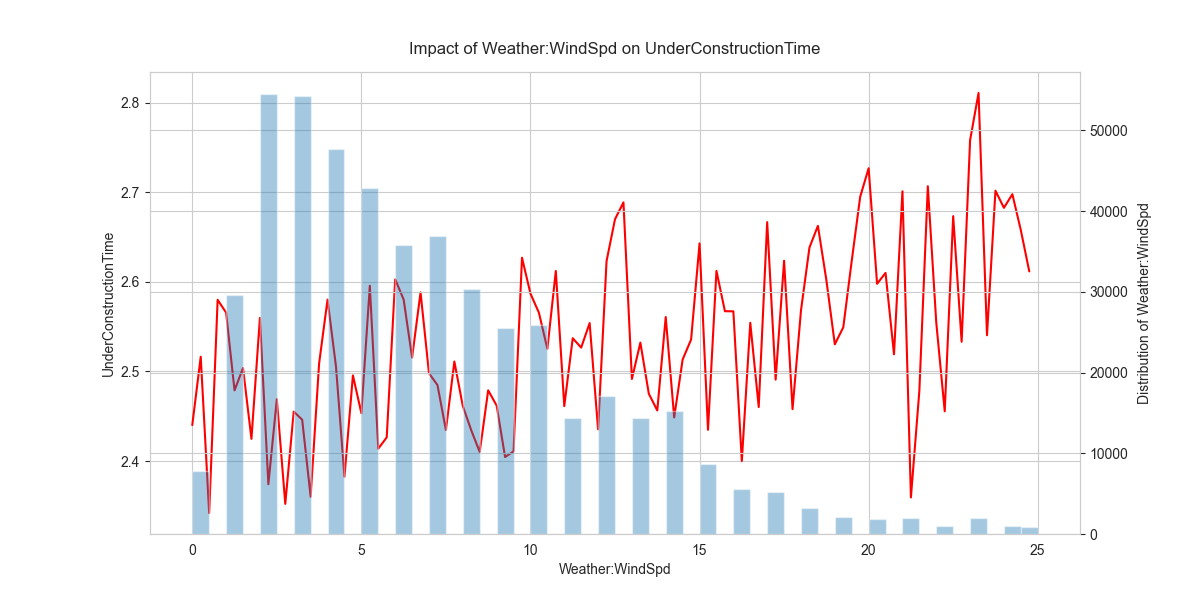 Impact of Weather:WindSpd on UnderConstructionTime
2.8
2.7
2.6
2.5
2.4
UnderConstructionTime
50000
40000
30000
20000
10000
0
Distribution of Weather:WindSpd
0 5 10 15 20 25
Weather:WindSpd